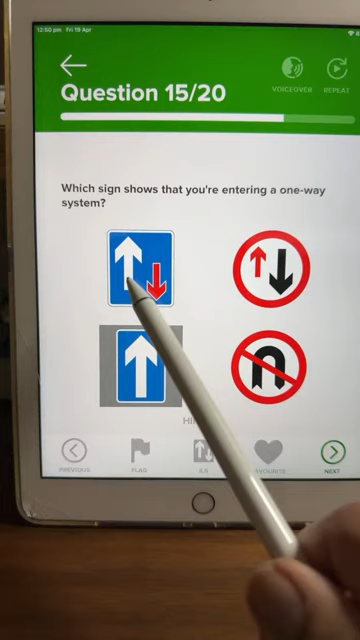 12:50 pm Fri 19 Apr
Question 15/20
VOICEOVER
REPEAT
Which sign shows that you're entering a one-way
system?
PREVIOUS
FLAG
FAVOURITE
NEXT